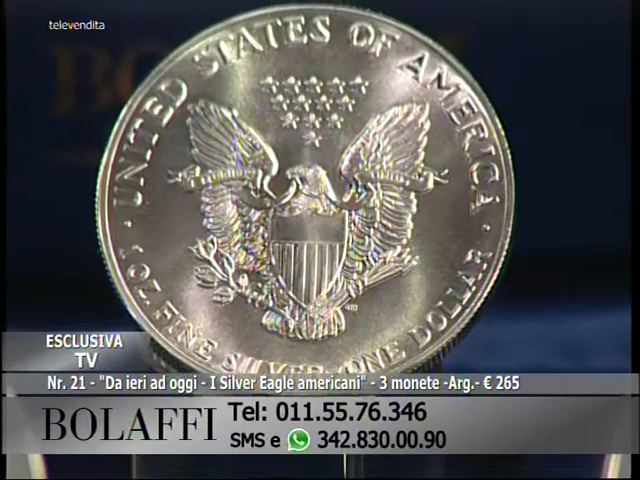 televendita
UNITED STATES OF AMERICA
1 OZ. FINE SILVER-ONE DOLLAR
ESCLUSIVA
TV
Nr. 21 - "Da ieri ad oggi - I Silver Eagle americani" - 3 monete -Arg.- € 265
BOLAFFI
Tel: 011.55.76.346
SMS e 342.830.00.90